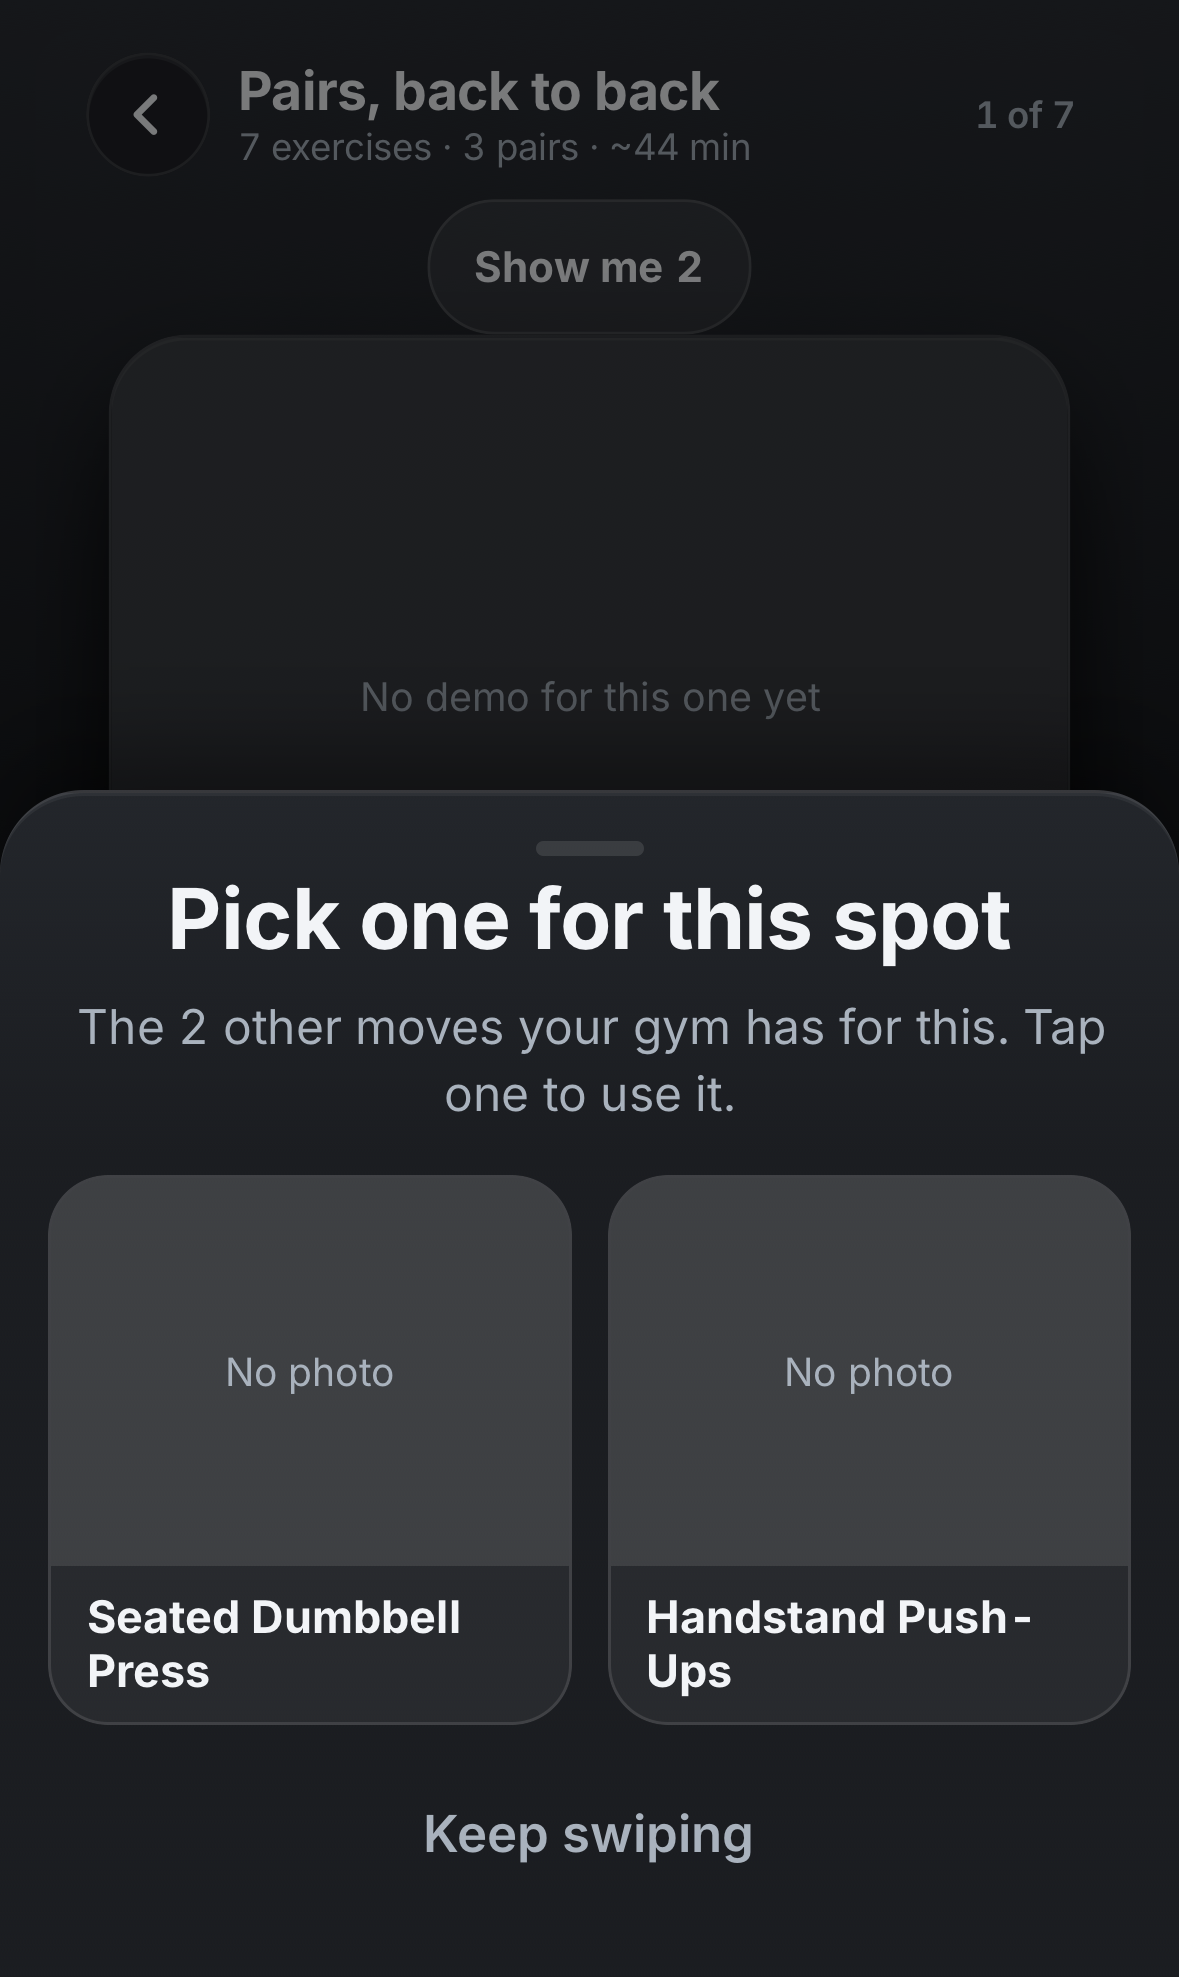 Pairs, back to back
7 exercises · 3 pairs · ~44 min
1 of 7
Show me 2
No demo for this one yet
Pick one for this spot
The 2 other moves your gym has for this. Tap
one to use it.
No photo
No photo
Seated Dumbbell
Press
Handstand Push-
Ups
Keep swiping